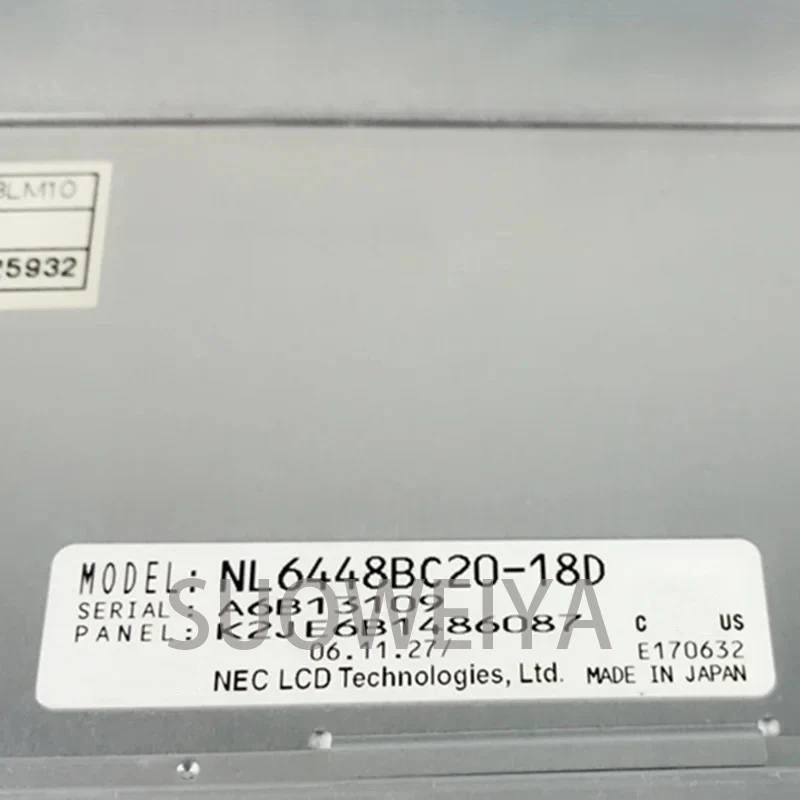 BLM10
25932
MODEL: NL6448BC20-18D
SERIAL: A6B13109
PANEL: K2JE6B1486087 C US
06.11.27/ E170632
NEC LCD Technologies, Ltd. MADE IN JAPAN
SUOWEIYA